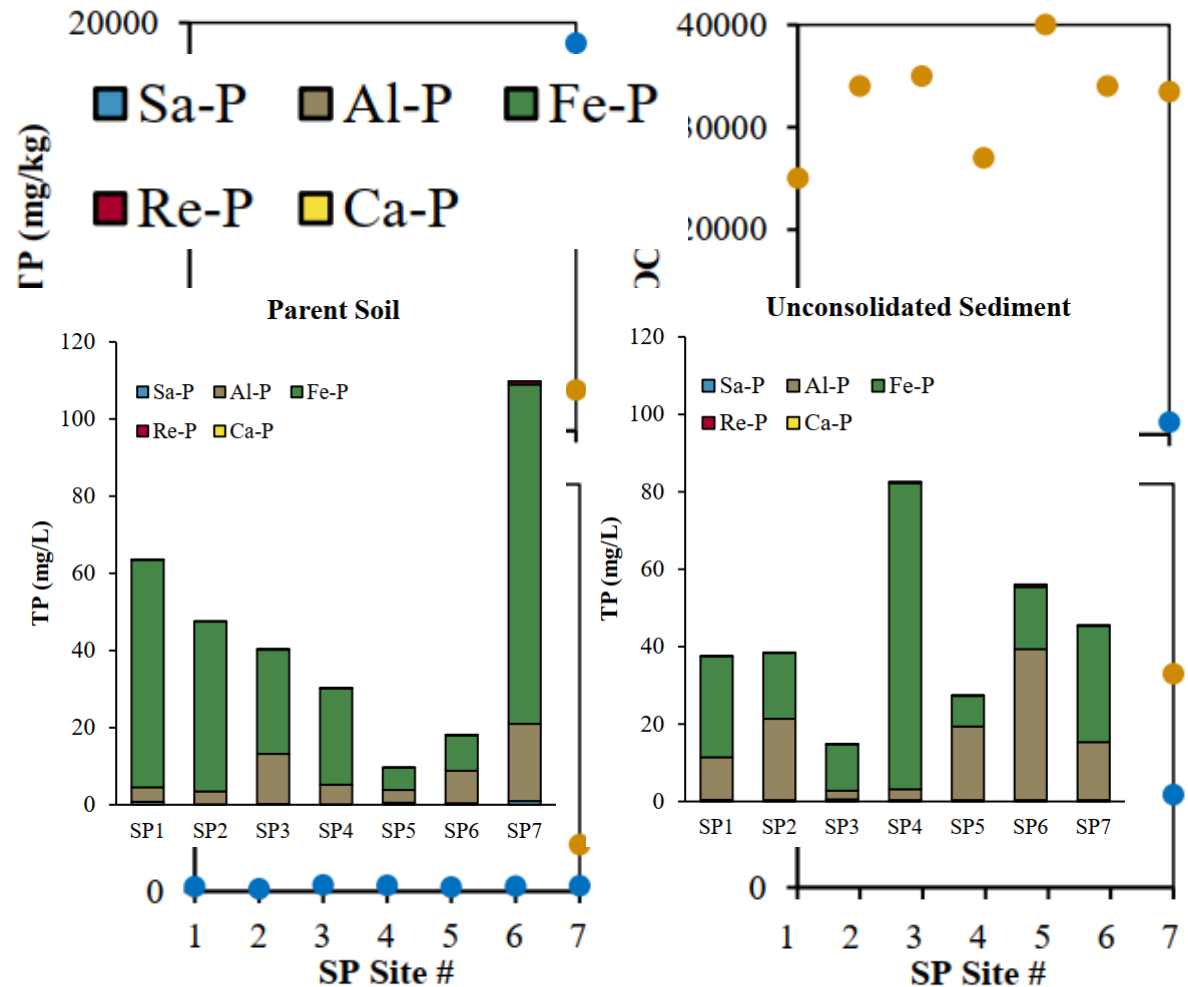 20000
40000
Sa-P Al-P Fe-P
30000
Re-P Ca-P
20000
TP (mg/kg)
OC
Parent Soil
Unconsolidated Sediment
120
100
80
60
40
20
0
TP (mg/L)
Sa-P Al-P Fe-P
Re-P Ca-P
SP1 SP2 SP3 SP4 SP5 SP6 SP7
120
100
80
60
40
20
0
TP (mg/L)
Sa-P Al-P Fe-P
Re-P Ca-P
SP1 SP2 SP3 SP4 SP5 SP6 SP7
0
1 2 3 4 5 6 7
SP Site #
0
1 2 3 4 5 6 7
SP Site #